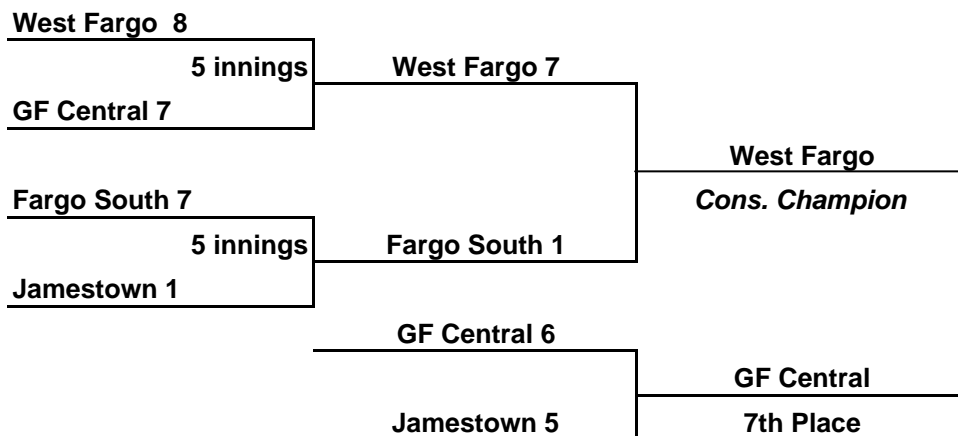 West Fargo 8
5 innings
West Fargo 7
GF Central 7
West Fargo
Fargo South 7
Cons. Champion
5 innings
Fargo South 1
Jamestown 1
GF Central 6
GF Central
Jamestown 5
7th Place